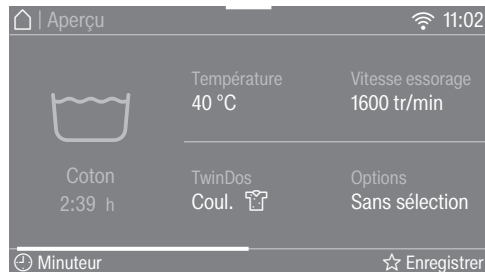 Aperçu 11:02
Température
40 °C
Vitesse essorage
1600 tr/min
Coton
2:39 h
TwinDos
Coul.
Options
Sans sélection
Minuteur Enregistrer